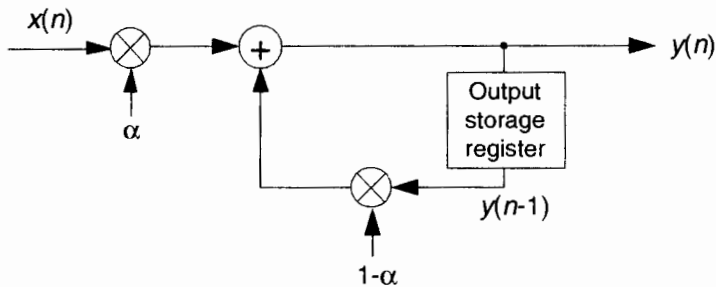 x(n)
y(n)
+
α
Output
storage
register
y(n-1)
1-α